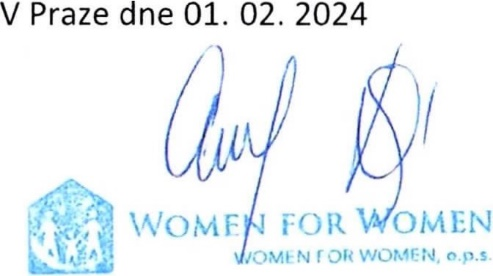 V Praze dne 01. 02. 2024
WOMEN FOR WOMEN
WOMEN FOR WOMEN, o.p.s.